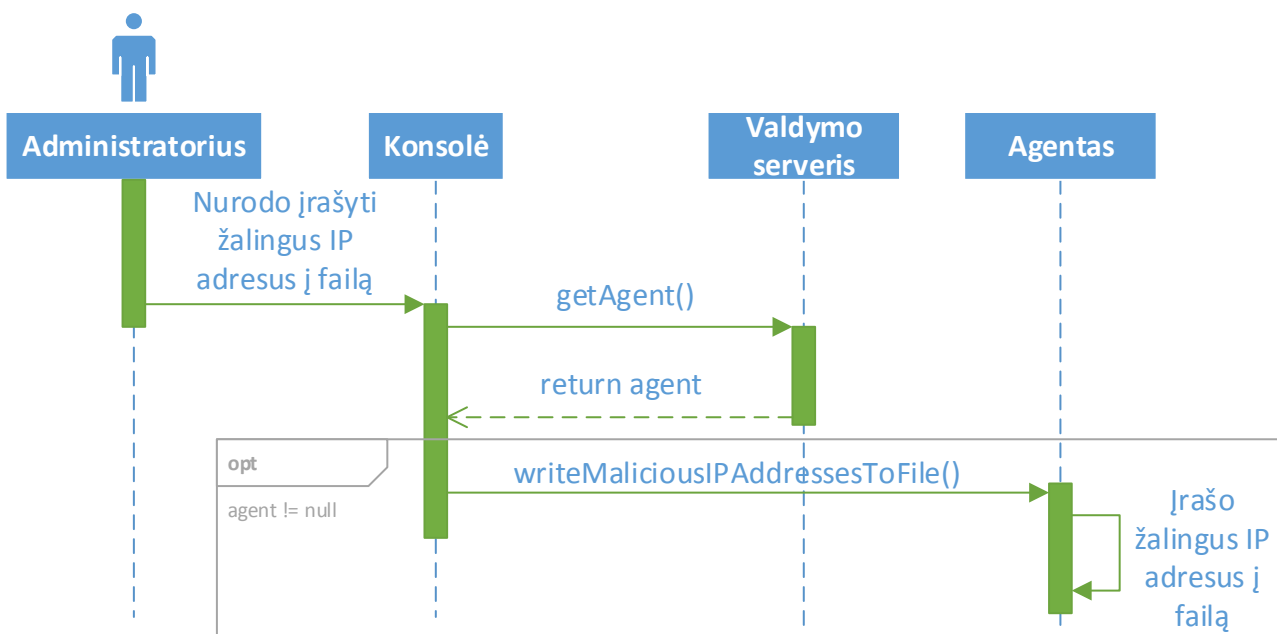 Administratorius
Konsolė
Valdymo
serveris
Agentas
Nurodo įrašyti
žalingus IP
adresus į failą
getAgent()
return agent
opt
agent != null
writeMaliciousIPAddressesToFile()
Įrašo
žalingus IP
adresus į
failą